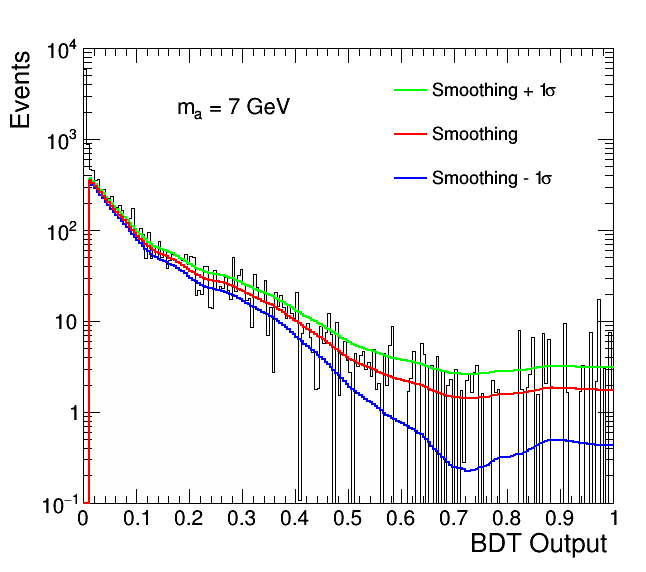 Events
10⁴
10³
10²
10
1
10⁻¹
mₐ = 7 GeV
Smoothing + 1σ
Smoothing
Smoothing - 1σ
0 0.1 0.2 0.3 0.4 0.5 0.6 0.7 0.8 0.9 1
BDT Output